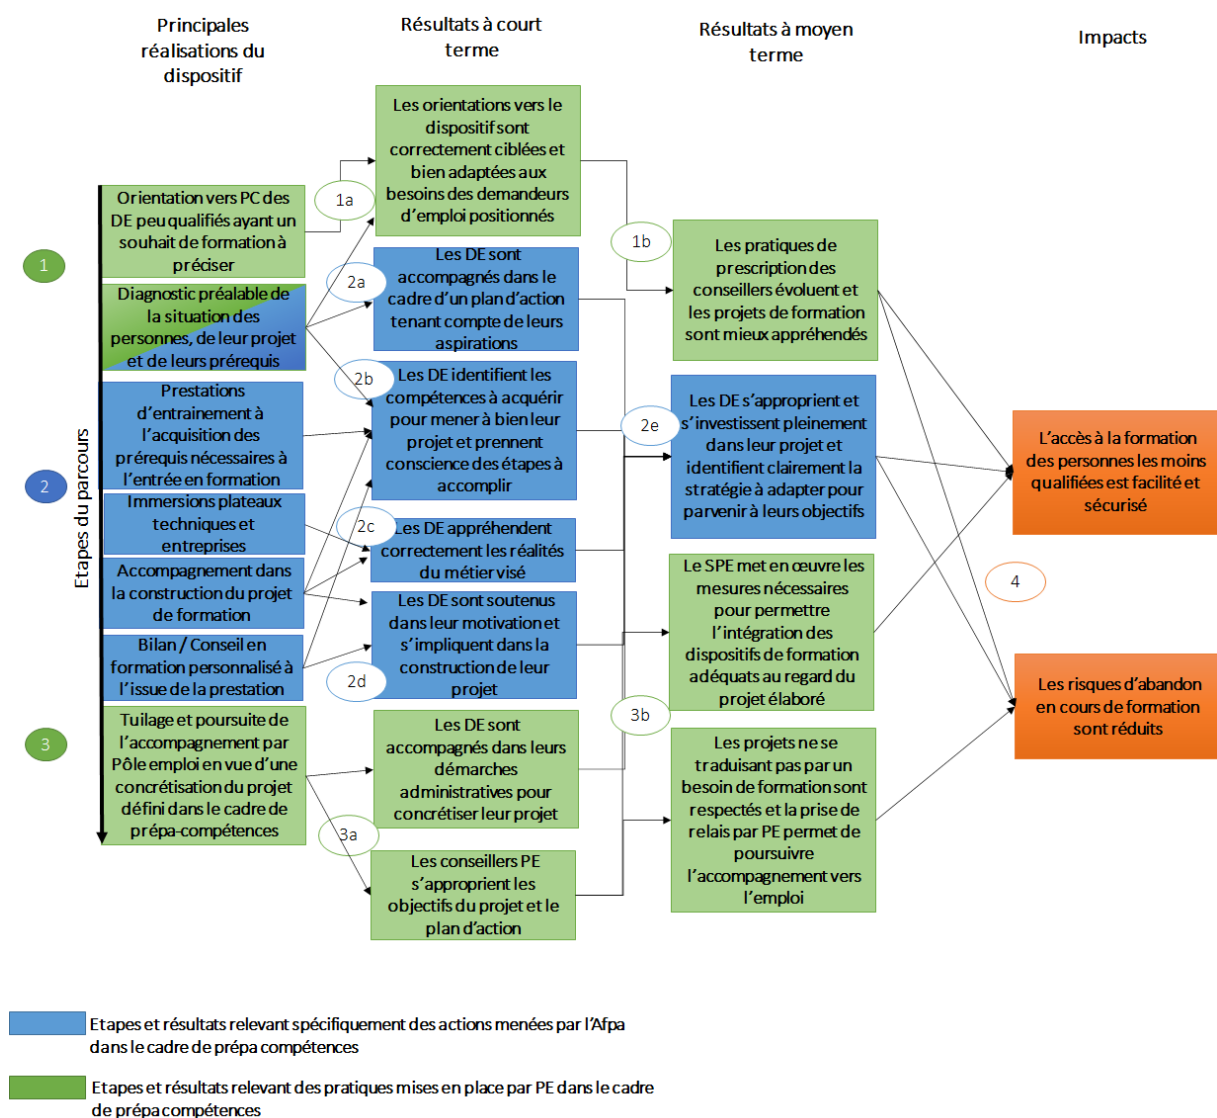 Principales
réalisations du
dispositif
Résultats à court
terme
Résultats à moyen
terme
Impacts
Etapes du parcours
1
2
3
Orientation vers PC des
DE peu qualifiés ayant un
souhait de formation à
préciser
Diagnostic préalable de
la situation des
personnes, de leur projet
et de leurs prérequis
Prestations
d’entrainement à
l’acquisition des
prérequis nécessaires à
l’entrée en formation
Immersions plateaux
techniques et
entreprises
Accompagnement dans
la construction du projet
de formation
Bilan / Conseil en
formation personnalisé à
l’issue de la prestation
Tuilage et poursuite de
l’accompagnement par
Pôle emploi en vue d’une
concrétisation du projet
défini dans le cadre de
prépa-compétences
1a
2a
2b
2c
2d
3a
Les orientations vers le
dispositif sont
correctement ciblées et
bien adaptées aux
besoins des demandeurs
d’emploi positionnés
Les DE sont
accompagnés dans le
cadre d’un plan d’action
tenant compte de leurs
aspirations
Les DE identifient les
compétences à acquérir
pour mener à bien leur
projet et prennent
conscience des étapes à
accomplir
Les DE appréhendent
correctement les réalités
du métier visé
Les DE sont soutenus
dans leur motivation et
s’impliquent dans la
construction de leur
projet
Les DE sont
accompagnés dans leurs
démarches
administratives pour
concrétiser leur projet
Les conseillers PE
s’approprient les
objectifs du projet et le
plan d’action
1b
2e
3b
Les pratiques de
prescription des
conseillers évoluent et
les projets de formation
sont mieux appréhendés
Les DE s’approprient et
s’investissent pleinement
dans leur projet et
identifient clairement la
stratégie à adapter pour
parvenir à leurs objectifs
Le SPE met en œuvre les
mesures nécessaires
pour permettre
l’intégration des
dispositifs de formation
adéquats au regard du
projet élaboré
Les projets ne se
traduisant pas par un
besoin de formation sont
respectés et la prise de
relais par PE permet de
poursuivre
l’accompagnement vers
l’emploi
4
L’accès à la formation
des personnes les moins
qualifiées est facilité et
sécurisé
Les risques d’abandon
en cours de formation
sont réduits
Etapes et résultats relevant spécifiquement des actions menées par l’Afpa
dans le cadre de prépa compétences
Etapes et résultats relevant des pratiques mises en place par PE dans le cadre
de prépa compétences